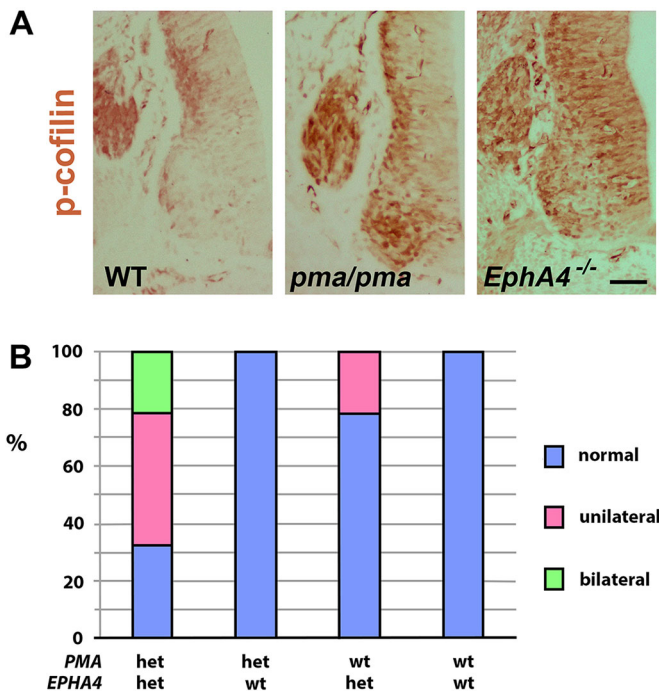 A
p-cofilin
WT
pma/pma
EphA4 -/-
B
100
80
%
60
40
20
0
normal
unilateral
bilateral
PMA het het wt wt
EPHA4 het wt het wt